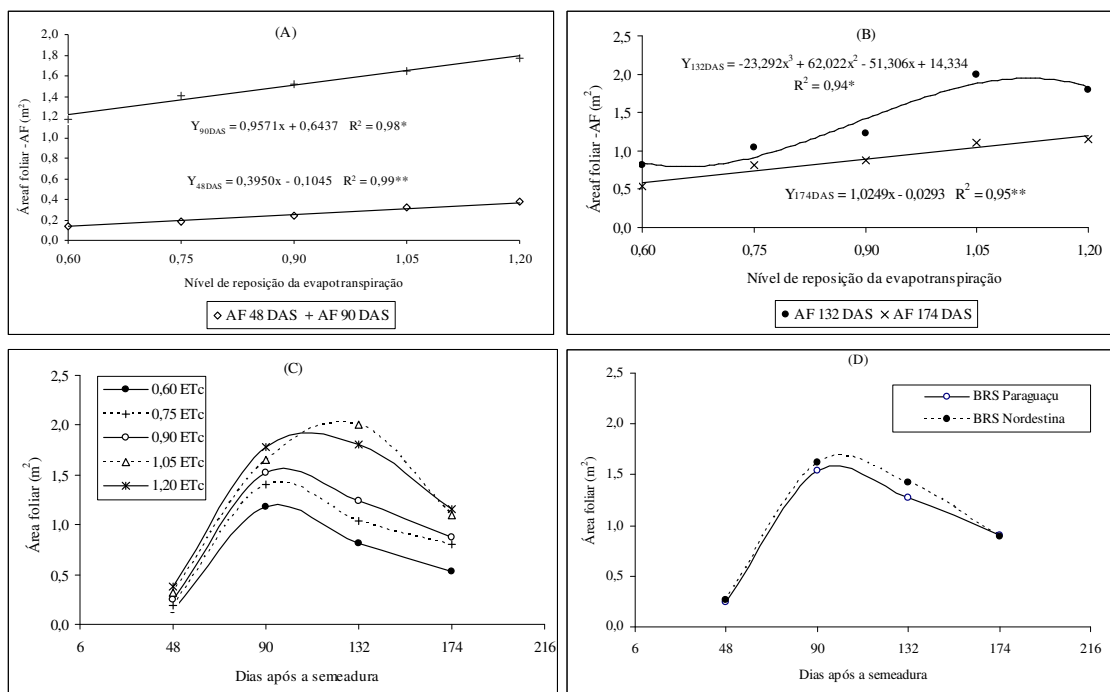 (A)
2,0
1,8
1,6
1,4
1,2
1,0
0,8
0,6
0,4
0,2
0,0
Áreaf foliar -AF (m²)
Y90DAS = 0,9571x + 0,6437 R² = 0,98*
Y48DAS = 0,3950x - 0,1045 R² = 0,99**
0,60 0,75 0,90 1,05 1,20
Nível de reposição da evapotranspiração
AF 48 DAS AF 90 DAS
(B)
2,5
2,0
1,5
1,0
0,5
0,0
Áreaf foliar -AF (m²)
Y132DAS = -23,292x³ + 62,022x² - 51,306x + 14,334
R² = 0,94*
Y174DAS = 1,0249x - 0,0293 R² = 0,95**
0,60 0,75 0,90 1,05 1,20
Nível de reposição da evapotranspiração
AF 132 DAS AF 174 DAS
(C)
2,5
2,0
1,5
1,0
0,5
0,0
Área foliar (m²)
0,60 ETc
0,75 ETc
0,90 ETc
1,05 ETc
1,20 ETc
6 48 90 132 174 216
Dias após a semeadura
(D)
2,5
2,0
1,5
1,0
0,5
0,0
Área foliar (m²)
BRS Paraguaçu
BRS Nordestina
6 48 90 132 174 216
Dias após a semeadura